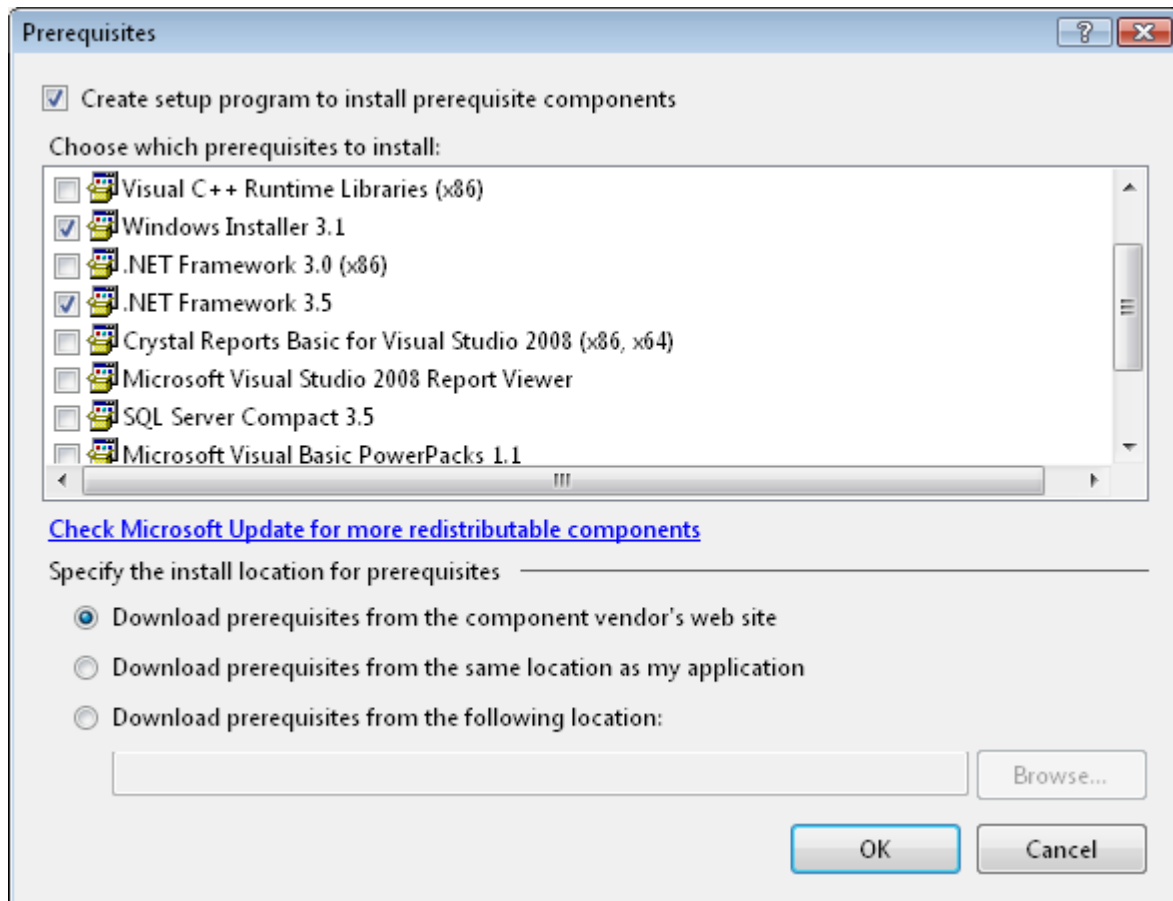 Prerequisites
Create setup program to install prerequisite components
Choose which prerequisites to install:
Visual C++ Runtime Libraries (x86)
Windows Installer 3.1
.NET Framework 3.0 (x86)
.NET Framework 3.5
Crystal Reports Basic for Visual Studio 2008 (x86, x64)
Microsoft Visual Studio 2008 Report Viewer
SQL Server Compact 3.5
Microsoft Visual Basic PowerPacks 1.1
Check Microsoft Update for more redistributable components
Specify the install location for prerequisites
Download prerequisites from the component vendor's web site
Download prerequisites from the same location as my application
Download prerequisites from the following location:
Browse...
OK Cancel